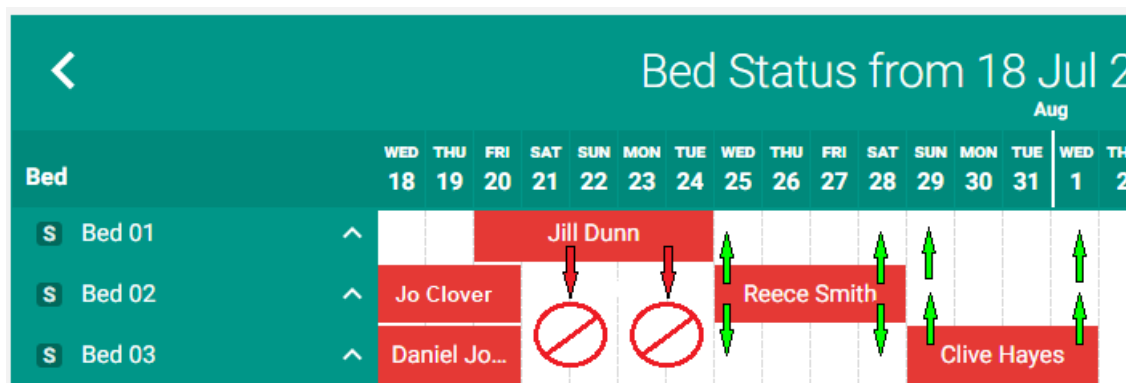 Bed Status from 18 Jul 2
Aug
Bed
WED THU FRI SAT SUN MON TUE WED THU FRI SAT SUN MON TUE WED TH
18 19 20 21 22 23 24 25 26 27 28 29 30 31 1 2
S Bed 01 Jill Dunn
S Bed 02 Jo Clover Reece Smith
S Bed 03 Daniel Jo... Clive Hayes